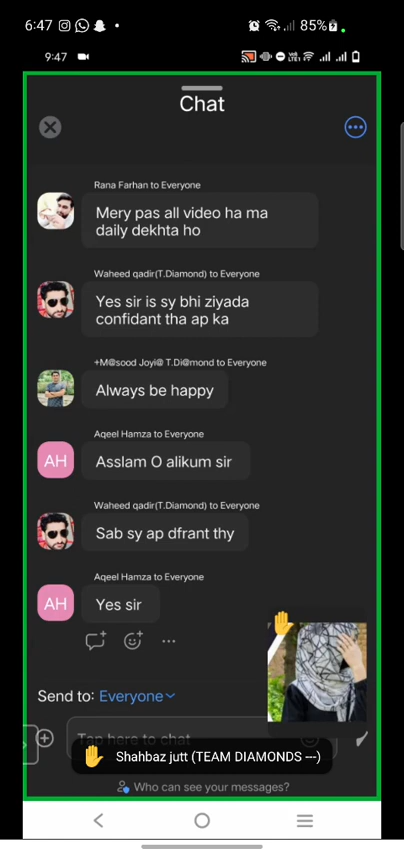 6:47
85%
9:47
Chat
Rana Farhan to Everyone
Mery pas all video ha ma
daily dekhta ho
Waheed qadir(T.Diamond) to Everyone
Yes sir is sy bhi ziyada
confidant tha ap ka
+M@sood Joyi@ T.Di@mond to Everyone
Always be happy
Aqeel Hamza to Everyone
AH
Asslam O alikum sir
Waheed qadir(T.Diamond) to Everyone
Sab sy ap dfrant thy
Aqeel Hamza to Everyone
AH
Yes sir
Send to: Everyone
Tap here to chat
Shahbaz jutt (TEAM DIAMONDS ---)
Who can see your messages?